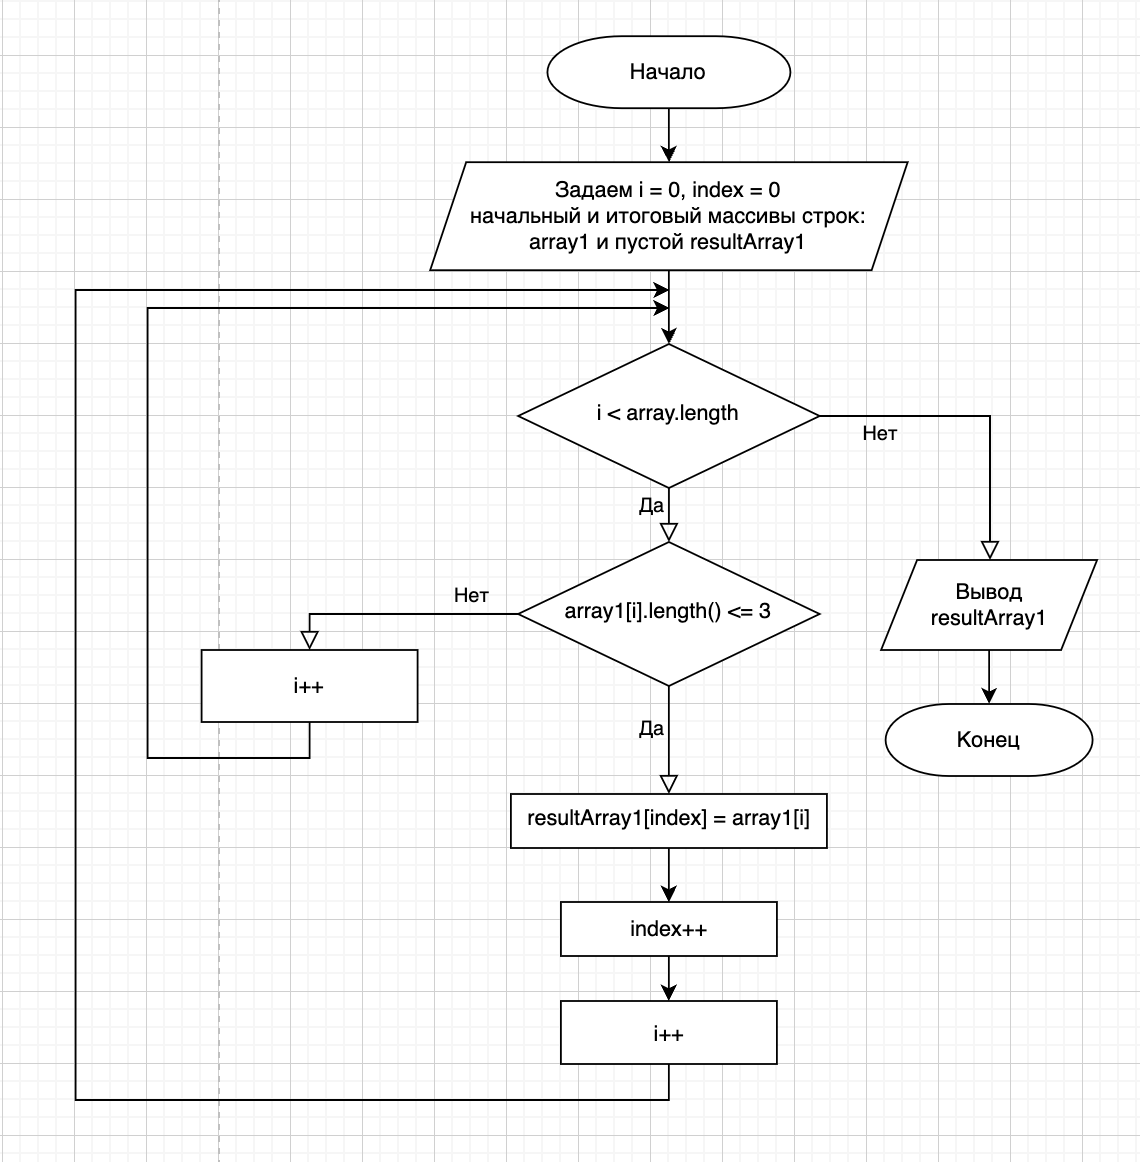 Начало
Задаем i = 0, index = 0
начальный и итоговый массивы строк:
array1 и пустой resultArray1
i < array.length
Нет
Да
Нет
array1[i].length() <= 3
Вывод
resultArray1
i++
Да
Конец
resultArray1[index] = array1[i]
index++
i++